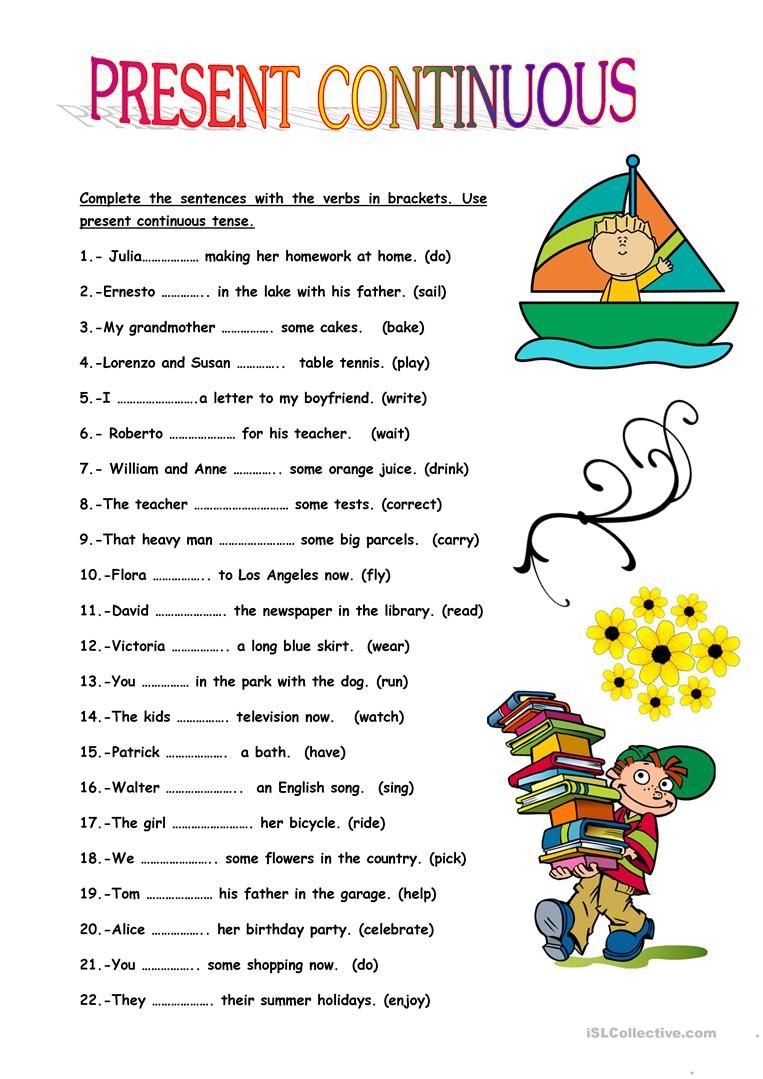 PRESENT CONTINUOUS
Complete the sentences with the verbs in brackets. Use
present continuous tense.
1.- Julia……………… making her homework at home. (do)
2.-Ernesto ………….. in the lake with his father. (sail)
3.-My grandmother ……………. some cakes. (bake)
4.-Lorenzo and Susan ………….. table tennis. (play)
5.-I …………………….a letter to my boyfriend. (write)
6.- Roberto ………………… for his teacher. (wait)
7.- William and Anne ………….. some orange juice. (drink)
8.-The teacher ………………………… some tests. (correct)
9.-That heavy man …………………… some big parcels. (carry)
10.-Flora …………….. to Los Angeles now. (fly)
11.-David …………………. the newspaper in the library. (read)
12.-Victoria …………….. a long blue skirt. (wear)
13.-You …………… in the park with the dog. (run)
14.-The kids ……………. television now. (watch)
15.-Patrick ………………. a bath. (have)
16.-Walter ………………….. an English song. (sing)
17.-The girl ……………………. her bicycle. (ride)
18.-We ………………….. some flowers in the country. (pick)
19.-Tom ………………… his father in the garage. (help)
20.-Alice …………….. her birthday party. (celebrate)
21.-You …………….. some shopping now. (do)
22.-They ………………. their summer holidays. (enjoy)
iSLCollective.com